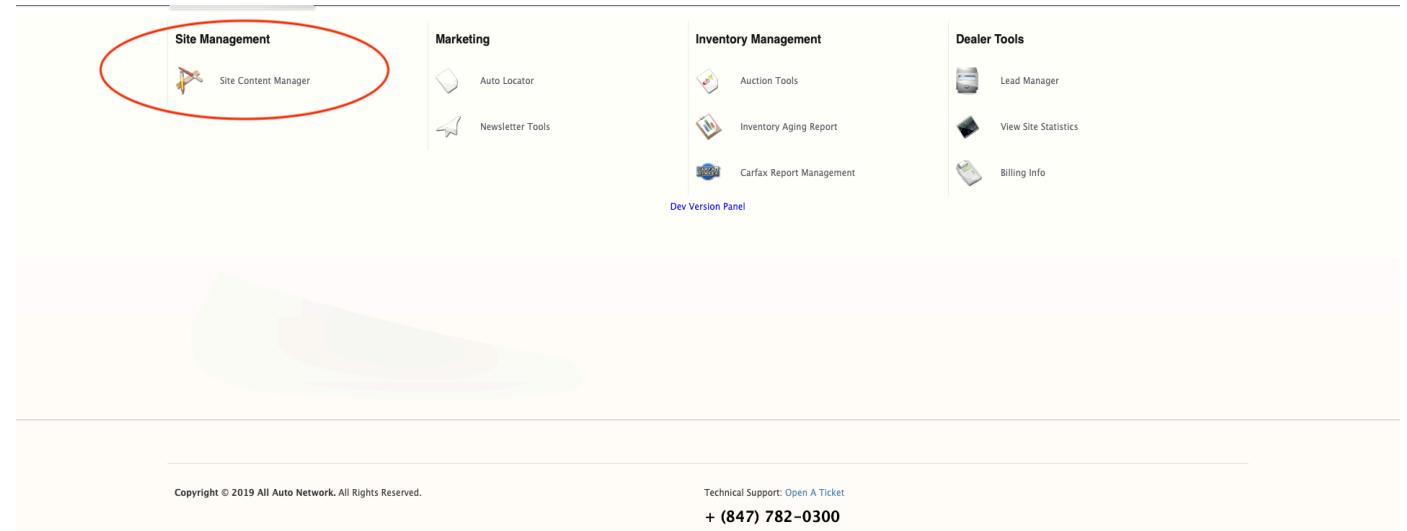 Site Management
Site Content Manager
Marketing
Auto Locator
Newsletter Tools
Inventory Management
Auction Tools
Inventory Aging Report
Carfax Report Management
Dealer Tools
Lead Manager
View Site Statistics
Billing Info
Dev Version Panel
Copyright © 2019 All Auto Network. All Rights Reserved.
Technical Support: Open A Ticket
+ (847) 782-0300